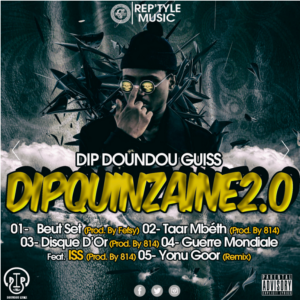 REP'TYLE
MUSIC
DIP DOUNDOU GUISS
DIPQUINZAINE2.0
01- Beut Set (Prod. By Fefsy) 02- Taar Mbéth (Prod. By 814)
03- Disque D'Or (Prod. By 814) 04- Guerre Mondiale
Feat. ISS (Prod. By 814) 05- Yonu Goor (Remix)
PARENTAL
ADVISORY
EXPLICIT CONTENT